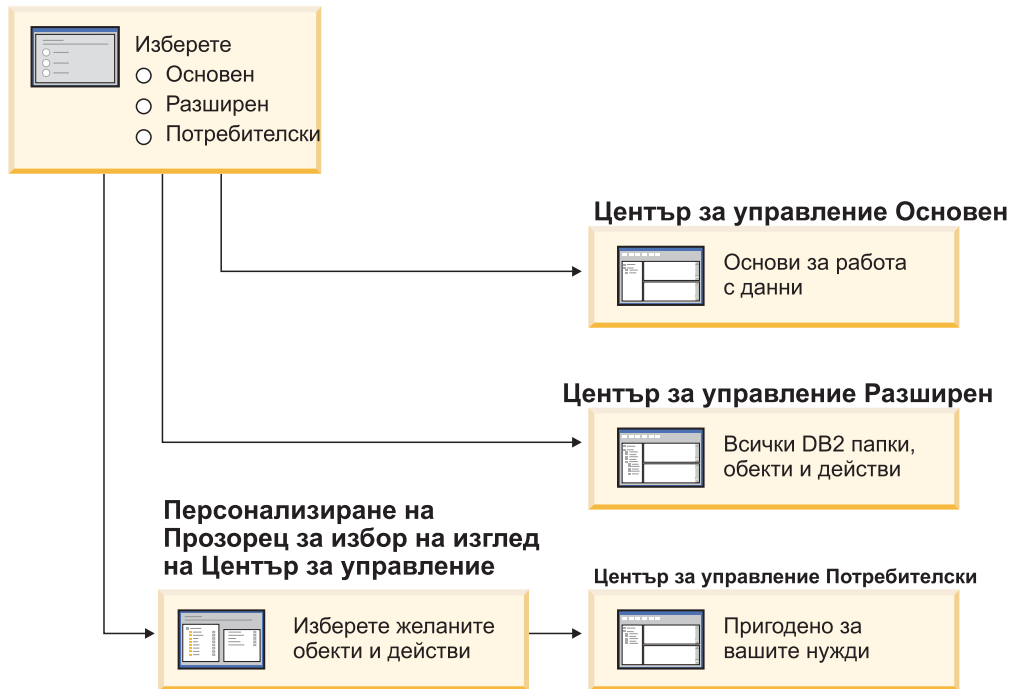 Изберете
Основен
Разширен
Потребителски
Център за управление Основен
Основи за работа
с данни
Център за управление Разширен
Всички DB2 папки,
обекти и действи
Персонализиране на
Прозорец за избор на изглед
на Център за управление
Изберете желаните
обекти и действи
Център за управление Потребителски
Пригодено за
вашите нужди